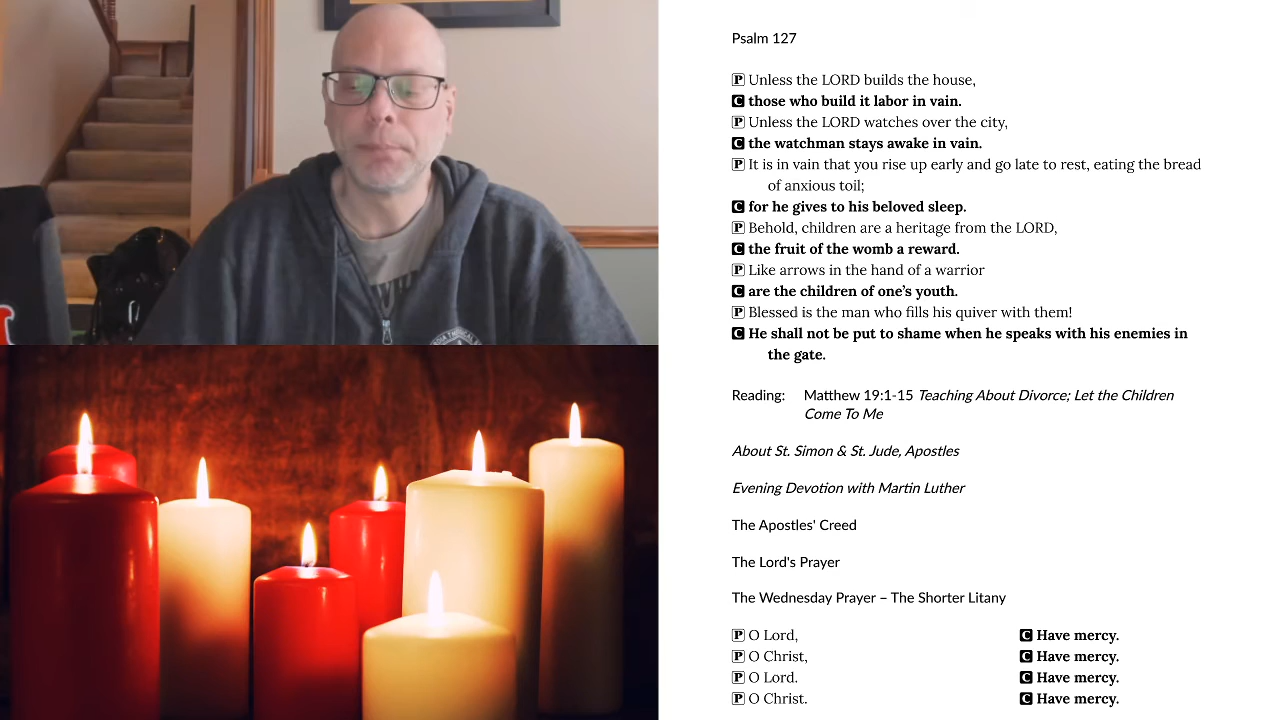 Psalm 127
P Unless the LORD builds the house,
C those who build it labor in vain.
P Unless the LORD watches over the city,
C the watchman stays awake in vain.
P It is in vain that you rise up early and go late to rest, eating the bread
of anxious toil;
C for he gives to his beloved sleep.
P Behold, children are a heritage from the LORD,
C the fruit of the womb a reward.
P Like arrows in the hand of a warrior
C are the children of one’s youth.
P Blessed is the man who fills his quiver with them!
C He shall not be put to shame when he speaks with his enemies in
the gate.
Reading: Matthew 19:1-15 Teaching About Divorce; Let the Children
Come To Me
About St. Simon & St. Jude, Apostles
Evening Devotion with Martin Luther
The Apostles' Creed
The Lord's Prayer
The Wednesday Prayer – The Shorter Litany
P O Lord, C Have mercy.
P O Christ, C Have mercy.
P O Lord. C Have mercy.
P O Christ. C Have mercy.